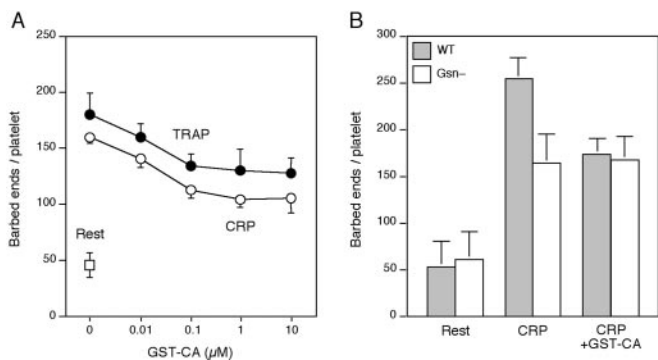 A
Barbed ends / platelet
250
200
150
100
50
0
TRAP
CRP
Rest
0
0.01
0.1
1
10
GST-CA (μM)
B
Barbed ends / platelet
300
250
200
150
100
50
0
WT
Gsn–
Rest
CRP
CRP
+GST-CA